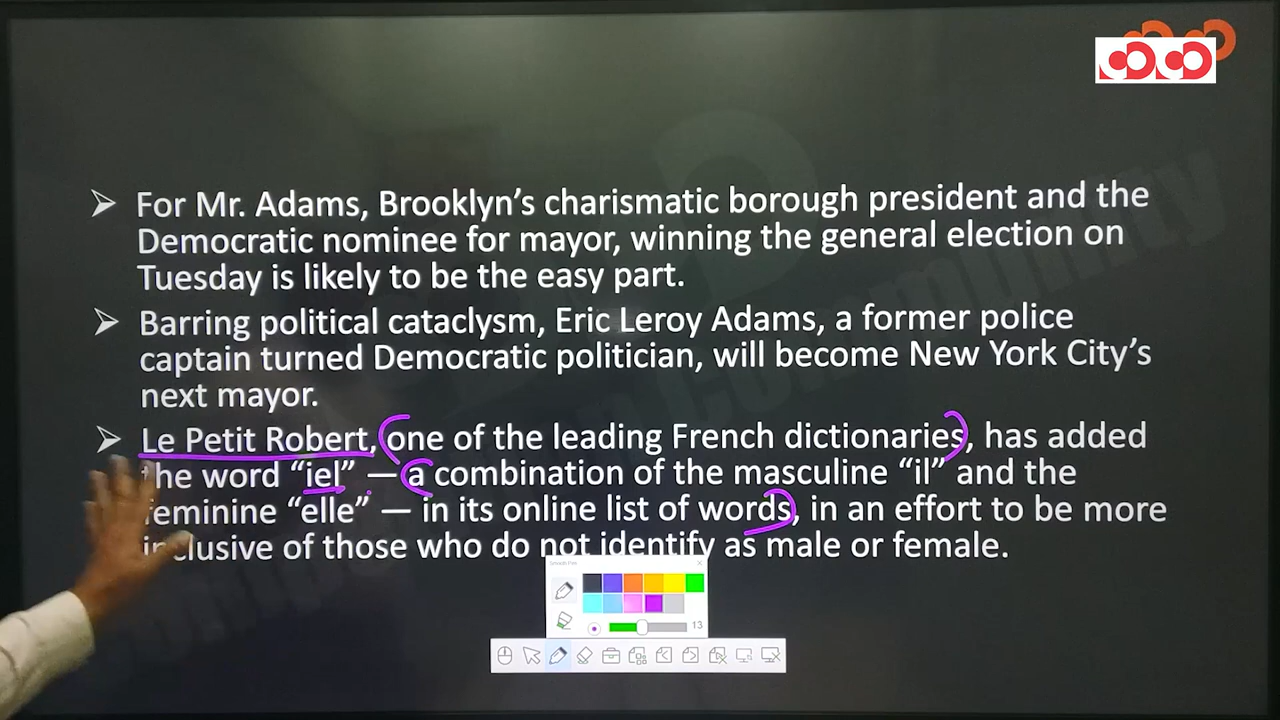 For Mr. Adams, Brooklyn’s charismatic borough president and the
Democratic nominee for mayor, winning the general election on
Tuesday is likely to be the easy part.
Barring political cataclysm, Eric Leroy Adams, a former police
captain turned Democratic politician, will become New York City’s
next mayor.
Le Petit Robert, one of the leading French dictionaries, has added
the word “iel” — a combination of the masculine “il” and the
feminine “elle” — in its online list of words, in an effort to be more
inclusive of those who do not identify as male or female.
13